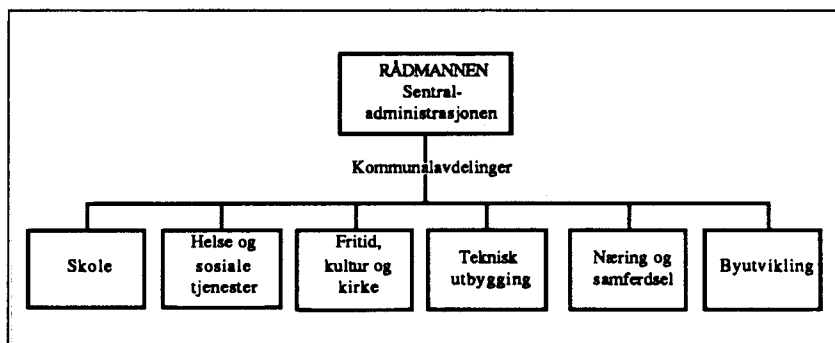 RÅDMANNEN
Sentral-
administrasjonen
Kommunalavdelinger
Skole
Helse og
sosiale
tjenester
Fritid,
kultur og
kirke
Teknisk
utbygging
Næring og
samferdsel
Byutvikling